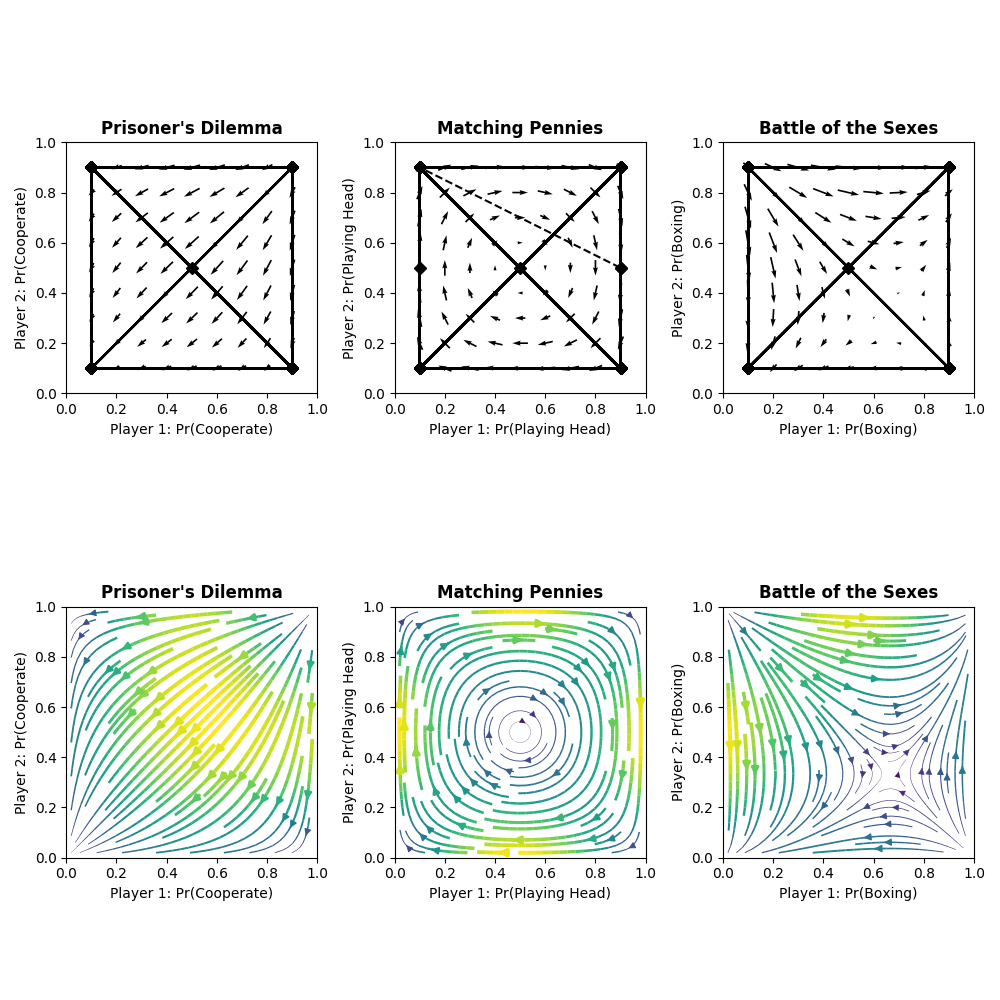 Prisoner's Dilemma
Matching Pennies
Battle of the Sexes
1.0
0.8
0.6
0.4
0.2
0.0
Player 2: Pr(Cooperate)
0.0 0.2 0.4 0.6 0.8 1.0
Player 1: Pr(Cooperate)
1.0
0.8
0.6
0.4
0.2
0.0
Player 2: Pr(Playing Head)
0.0 0.2 0.4 0.6 0.8 1.0
Player 1: Pr(Playing Head)
1.0
0.8
0.6
0.4
0.2
0.0
Player 2: Pr(Boxing)
0.0 0.2 0.4 0.6 0.8 1.0
Player 1: Pr(Boxing)
Prisoner's Dilemma
Matching Pennies
Battle of the Sexes
1.0
0.8
0.6
0.4
0.2
0.0
Player 2: Pr(Cooperate)
0.0 0.2 0.4 0.6 0.8 1.0
Player 1: Pr(Cooperate)
1.0
0.8
0.6
0.4
0.2
0.0
Player 2: Pr(Playing Head)
0.0 0.2 0.4 0.6 0.8 1.0
Player 1: Pr(Playing Head)
1.0
0.8
0.6
0.4
0.2
0.0
Player 2: Pr(Boxing)
0.0 0.2 0.4 0.6 0.8 1.0
Player 1: Pr(Boxing)